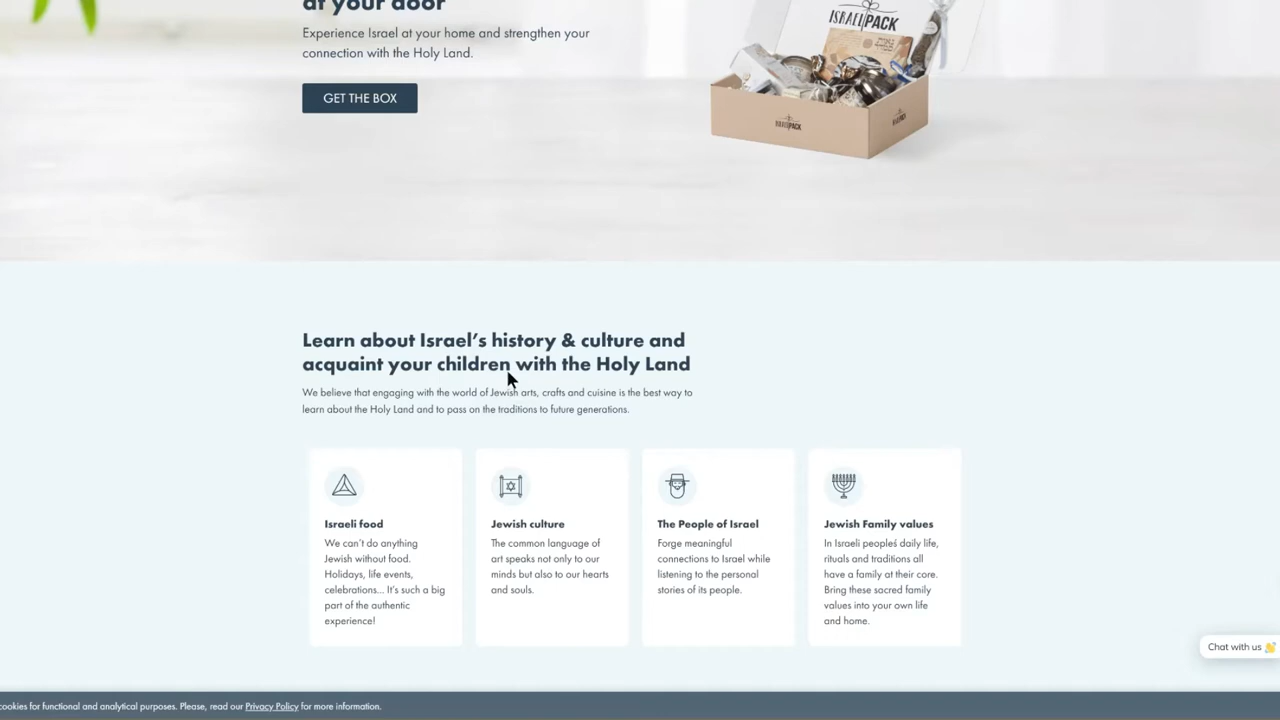 at your door
Experience Israel at your home and strengthen your
connection with the Holy Land.
GET THE BOX
ISRAEL PACK
ISRAEL PACK
Learn about Israel's history & culture and
acquaint your children with the Holy Land
We believe that engaging with the world of Jewish arts, crafts and cuisine is the best way to
learn about the Holy Land and to pass on the traditions to future generations.
Israeli food
We can't do anything
Jewish without food.
Holidays, life events,
celebrations... It's such a big
part of the authentic
experience!
Jewish culture
The common language of
art speaks not only to our
minds but also to our hearts
and souls.
The People of Israel
Forge meaningful
connections to Israel while
listening to the personal
stories of its people.
Jewish Family values
In Israeli peopleś daily life,
rituals and traditions all
have a family at their core.
Bring these sacred family
values into your own life
and home.
Chat with us 👋
cookies for functional and analytical purposes. Please, read our Privacy Policy for more information.